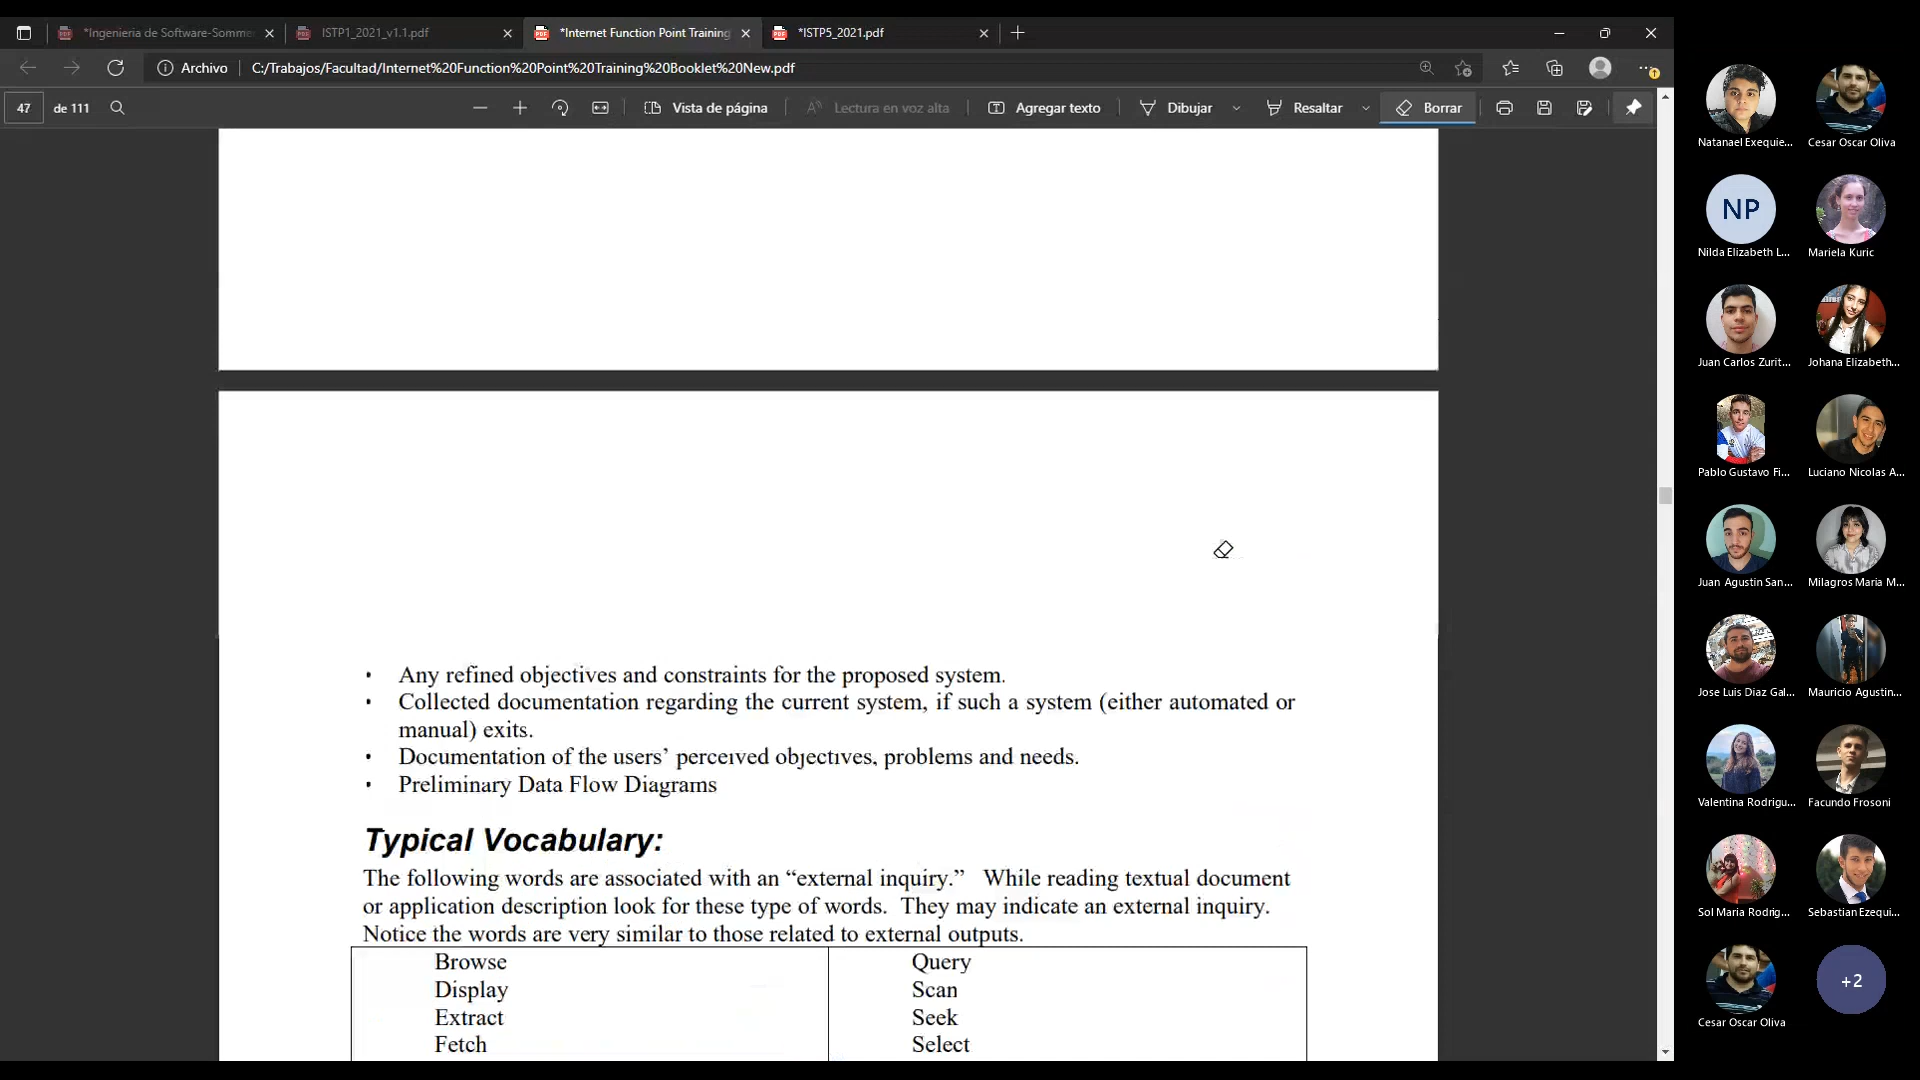 *Ingenieria de Software-Somme
ISTP1_2021_v1.1.pdf
*Internet Function Point Training
*ISTP5_2021.pdf
Archivo
C:/Trabajos/Facultad/Internet%20Function%20Point%20Training%20Booklet%20New.pdf
47 de 111
Vista de página
Lectura en voz alta
Agregar texto
Dibujar
Resaltar
Borrar
• Any refined objectives and constraints for the proposed system.
• Collected documentation regarding the current system, if such a system (either automated or
manual) exits.
• Documentation of the users’ perceived objectives, problems and needs.
• Preliminary Data Flow Diagrams
Typical Vocabulary:
The following words are associated with an “external inquiry.” While reading textual document
or application description look for these type of words. They may indicate an external inquiry.
Notice the words are very similar to those related to external outputs.
Browse Query
Display Scan
Extract Seek
Fetch Select
Natanael Exequie... Cesar Oscar Oliva
NP
Nilda Elizabeth L... Mariela Kuric
Juan Carlos Zurit... Johana Elizabeth...
Pablo Gustavo Fi... Luciano Nicolas A...
Juan Agustin San... Milagros Maria M...
Jose Luis Diaz Gal... Mauricio Agustin...
Valentina Rodrigu... Facundo Frosoni
Sol Maria Rodrig... Sebastian Ezequi...
+2
Cesar Oscar Oliva